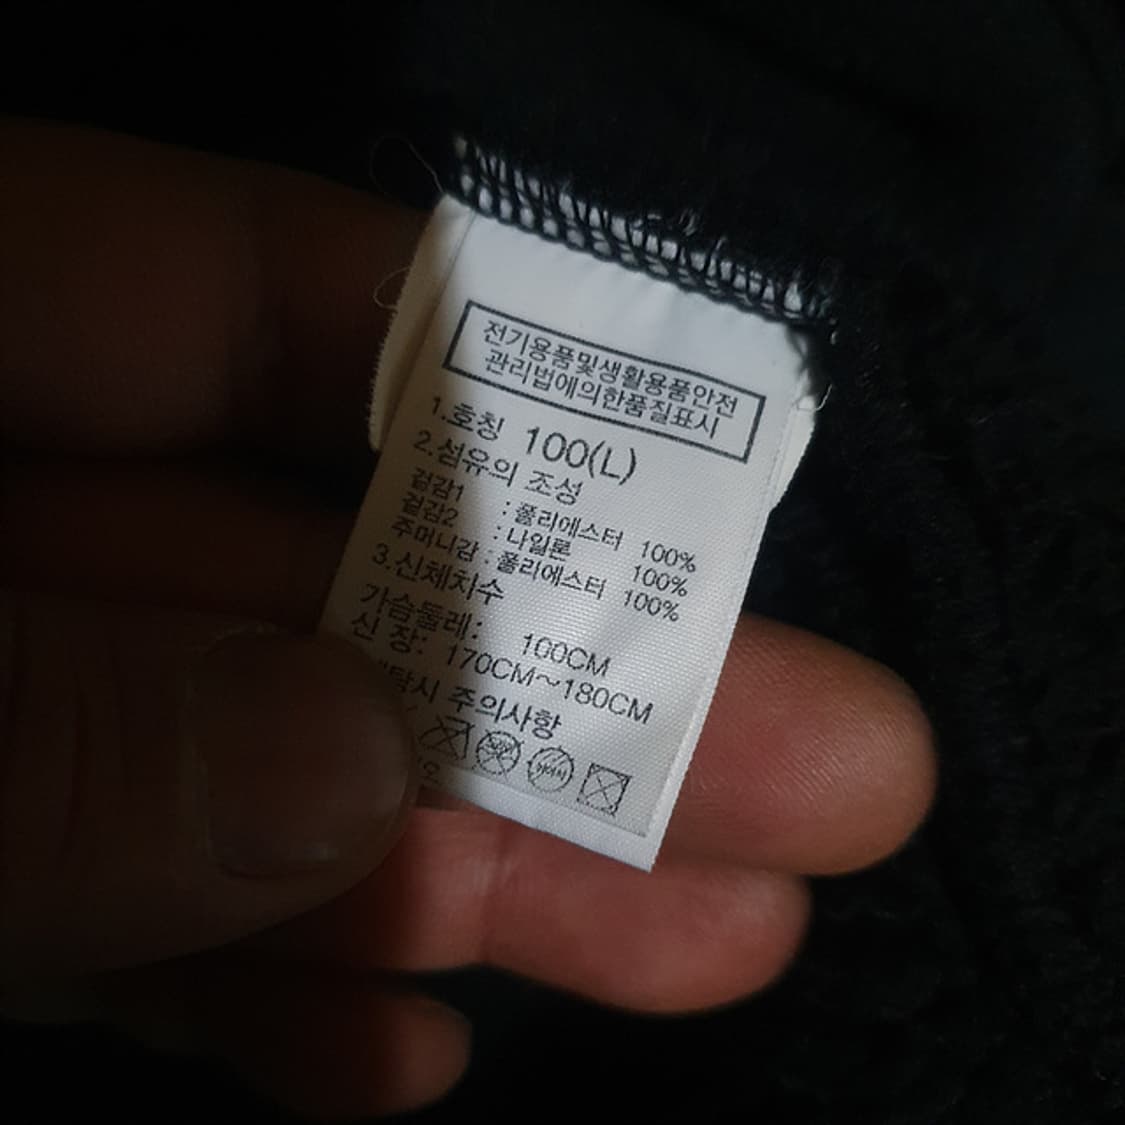 전기용품및생활용품안전
관리법에의한품질표시
1.호칭 100(L)
2.섬유의 조성
겉감1 : 폴리에스터 100%
겉감2 : 나일론 100%
주머니감 : 폴리에스터 100%
3.신체치수
가슴둘레: 100CM
신 장: 170CM~180CM
주의사항